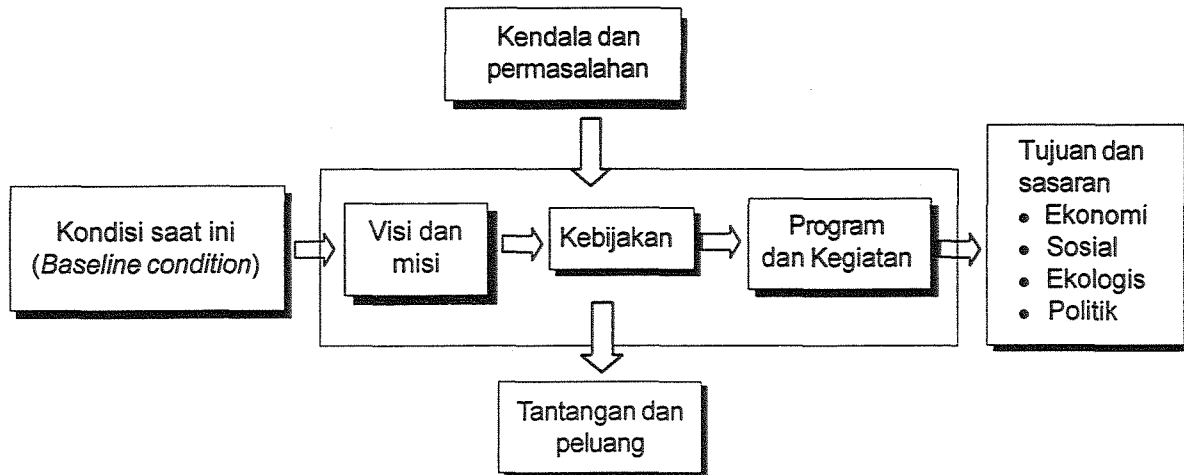 Kendala dan
permasalahan
Kondisi saat ini
(Baseline condition)
Visi dan
misi
Kebijakan
Program
dan Kegiatan
Tujuan dan
sasaran
• Ekonomi
• Sosial
• Ekologis
• Politik
Tantangan dan
peluang